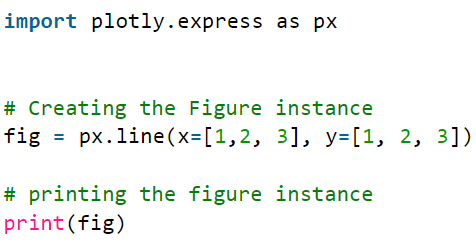 import plotly.express as px
# Creating the Figure instance
fig = px.line(x=[1,2, 3], y=[1, 2, 3])
# printing the figure instance
print(fig)